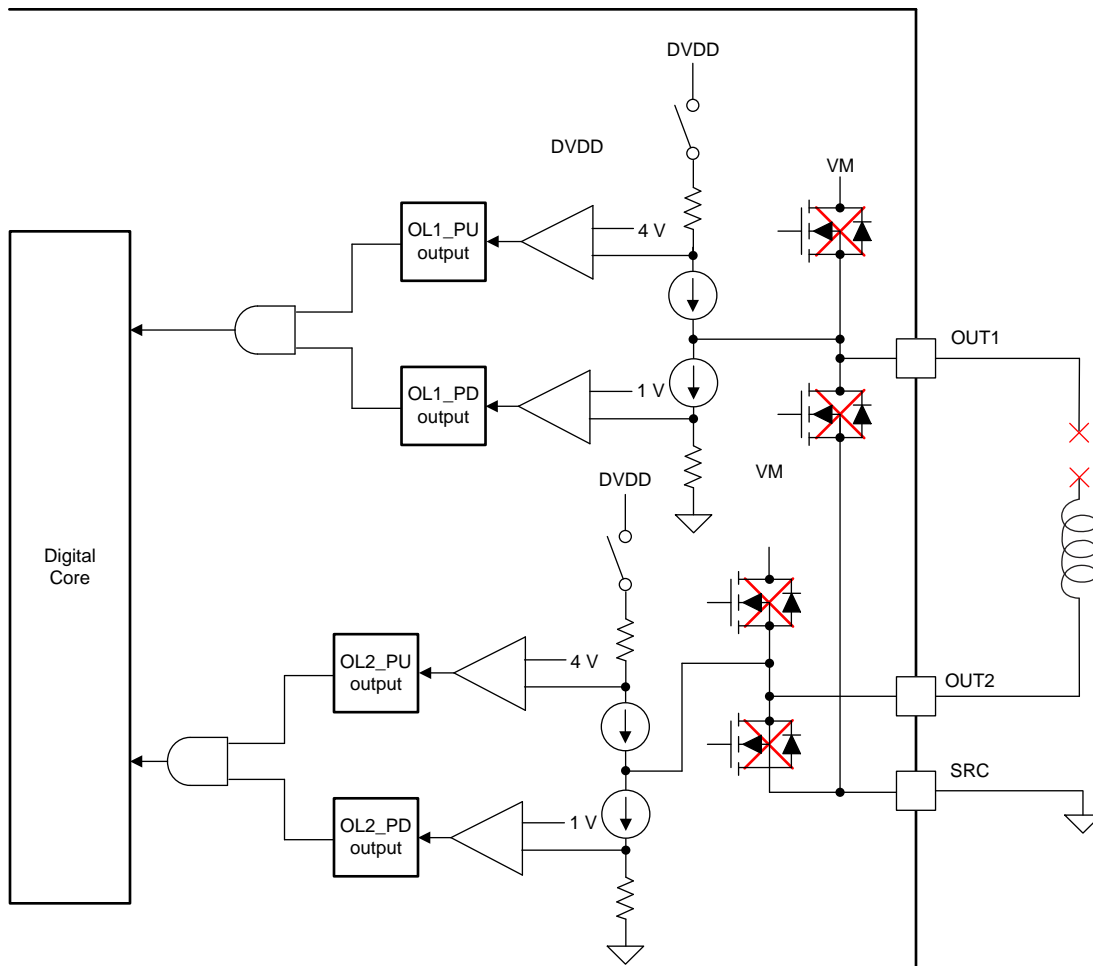 DVDD
DVDD
VM
OL1_PU
output
4 V
OUT1
OL1_PD
output
1 V
VM
DVDD
Digital
Core
OL2_PU
output
4 V
OUT2
SRC
OL2_PD
output
1 V